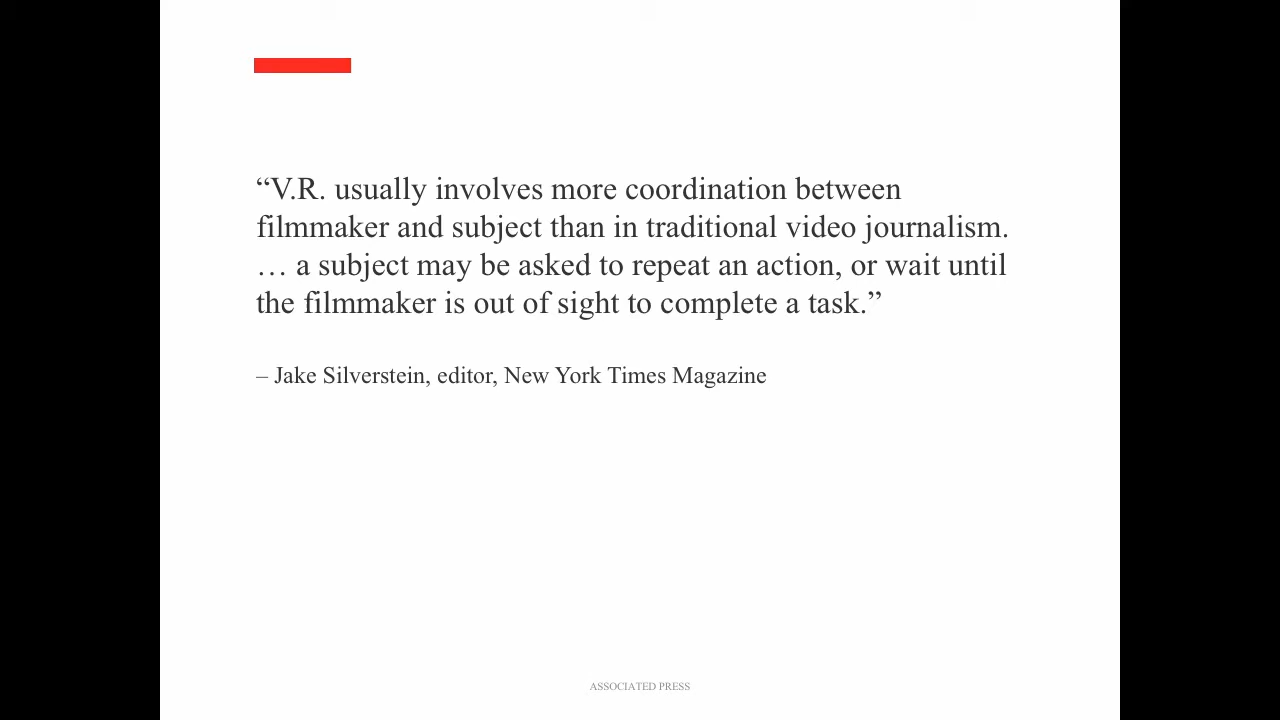 “V.R. usually involves more coordination between
filmmaker and subject than in traditional video journalism.
… a subject may be asked to repeat an action, or wait until
the filmmaker is out of sight to complete a task.”
– Jake Silverstein, editor, New York Times Magazine
ASSOCIATED PRESS